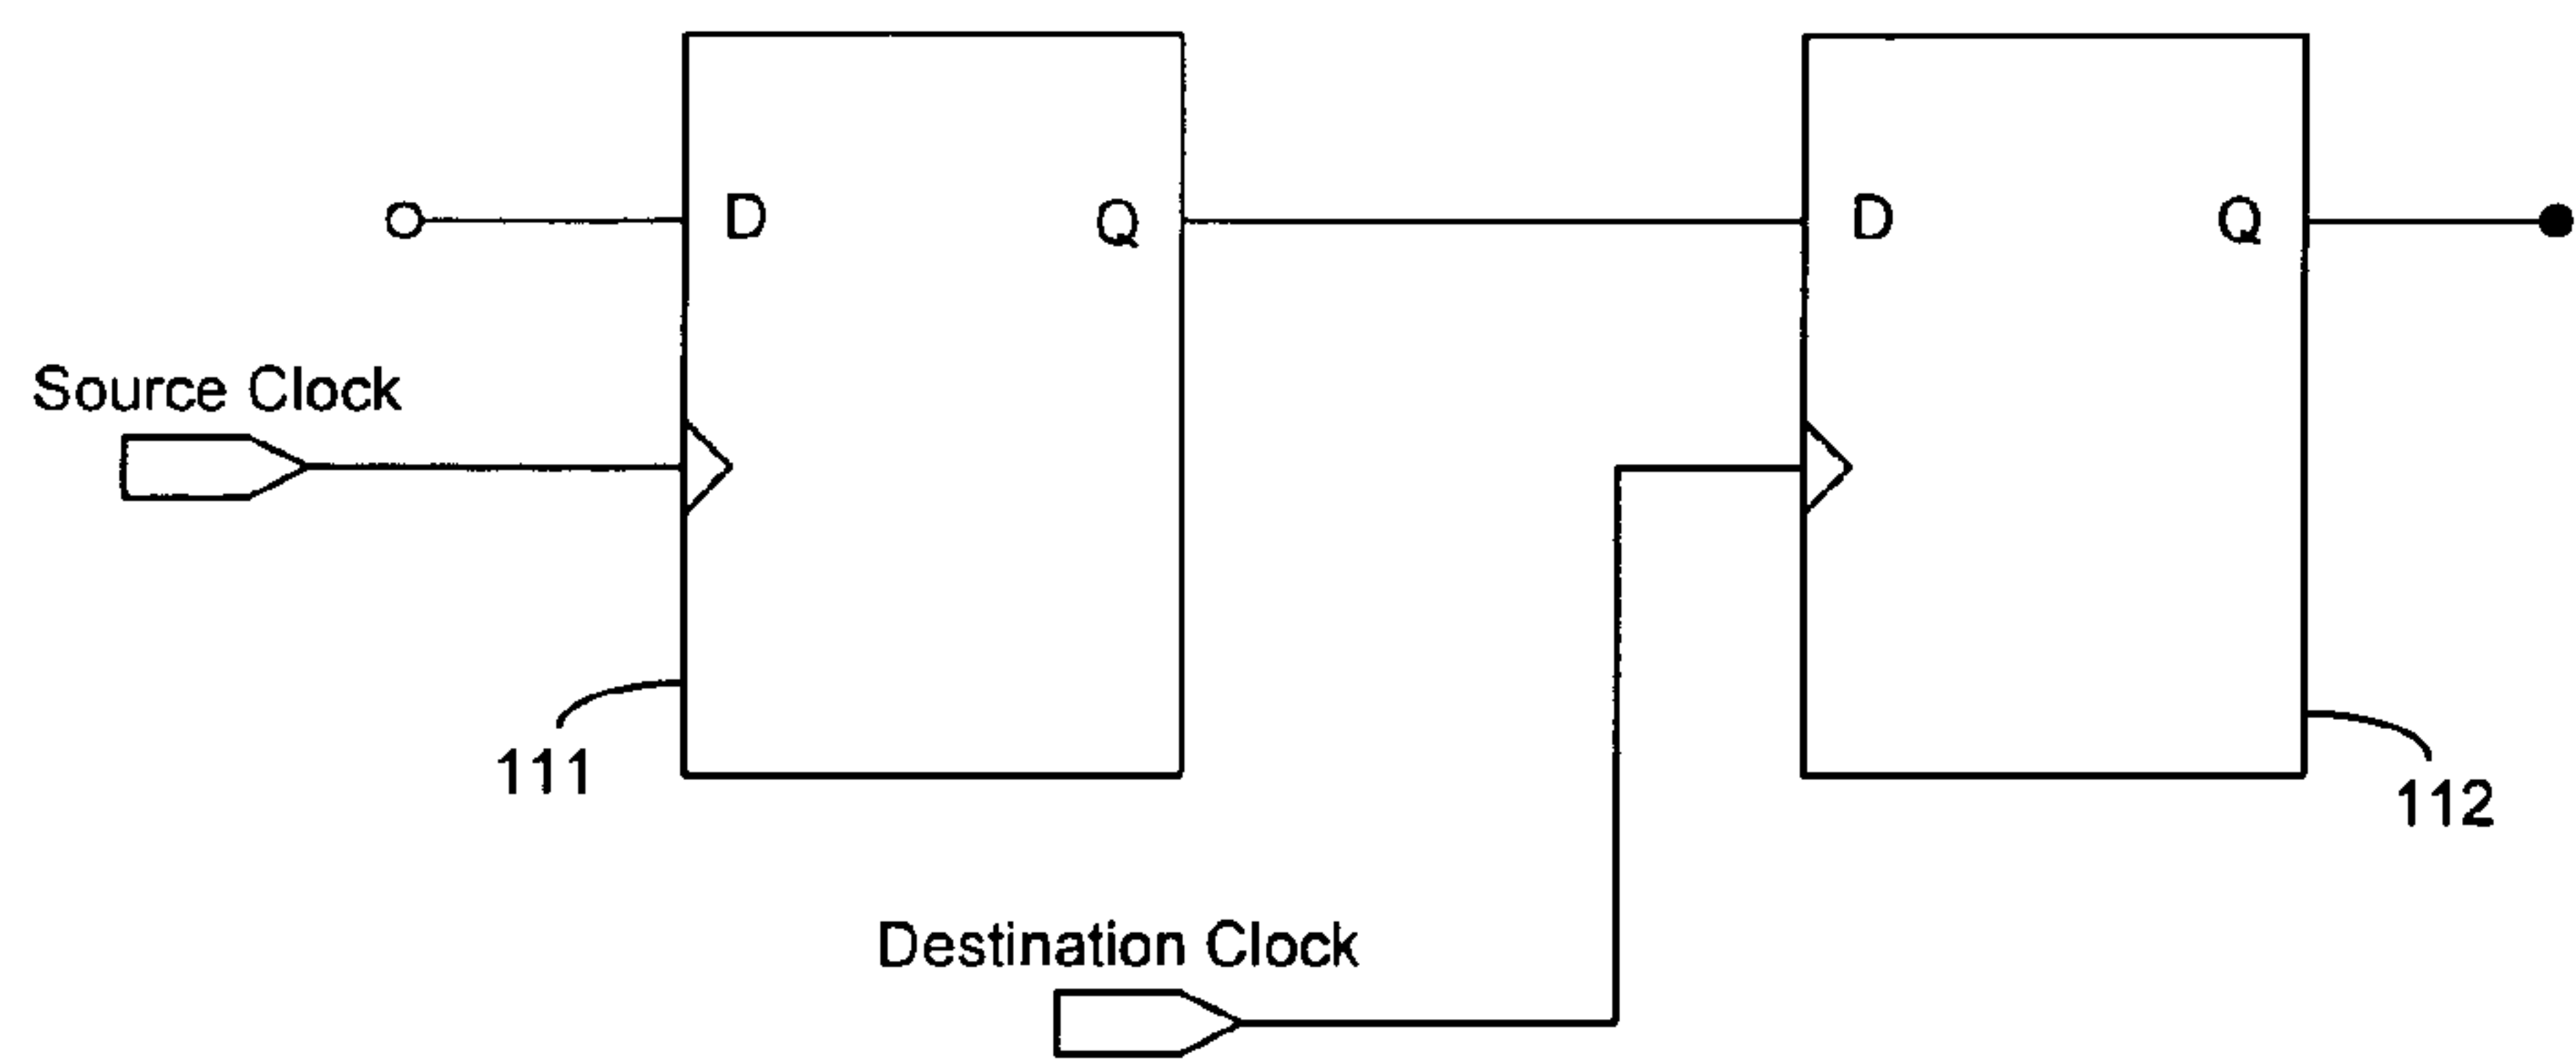 D
Q
D
Q
Source Clock
111
112
Destination Clock